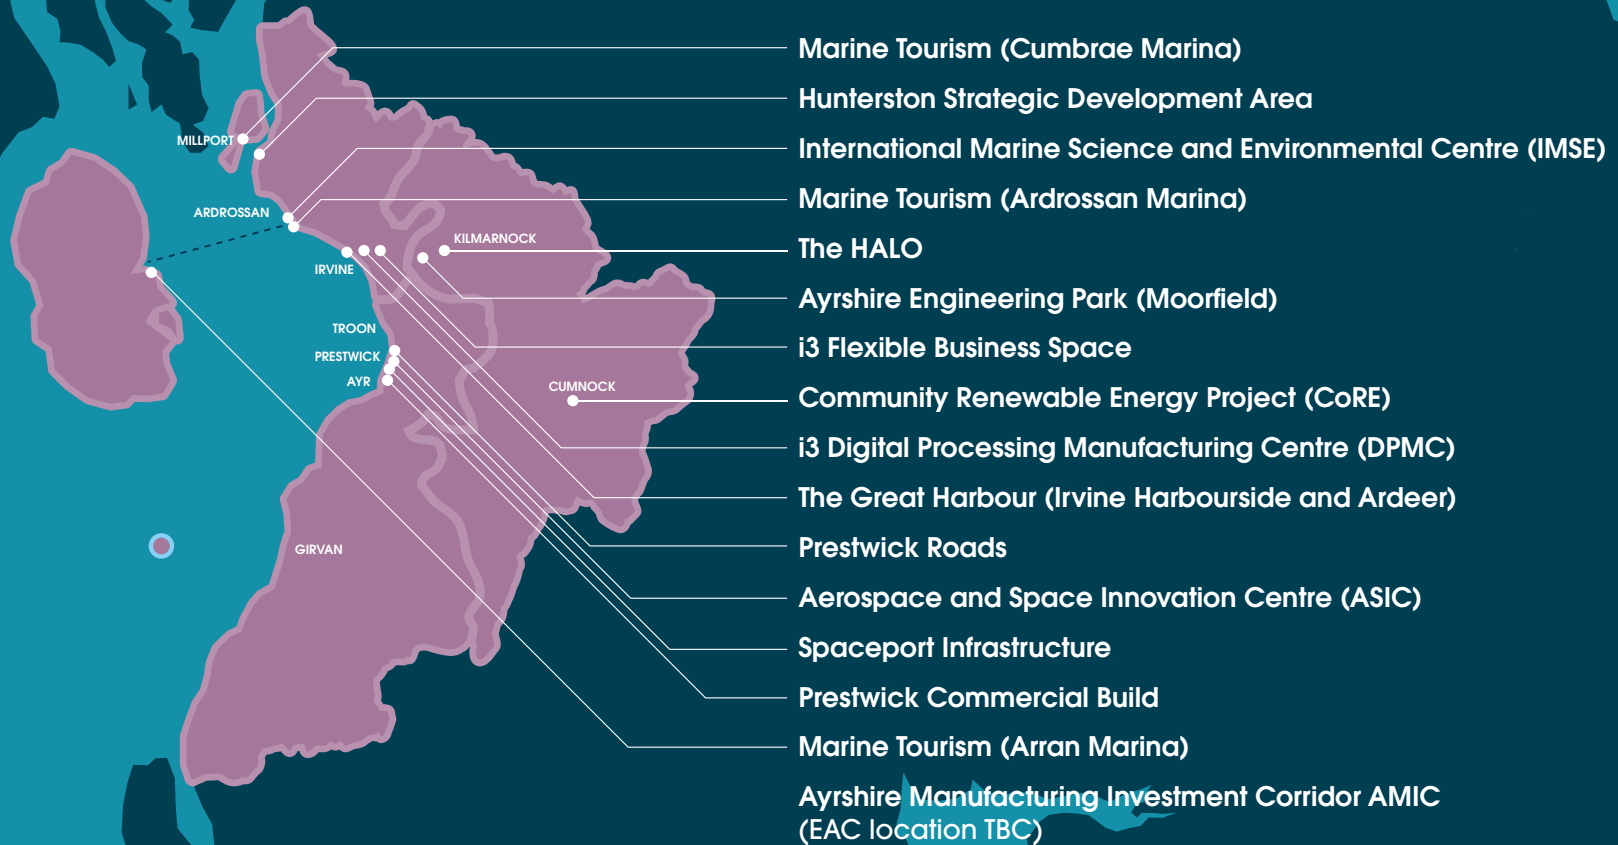 Marine Tourism (Cumbrae Marina)
Hunterston Strategic Development Area
MILLPORT
International Marine Science and Environmental Centre (IMSE)
Marine Tourism (Ardrossan Marina)
ARDROSSAN
KILMARNOCK
The HALO
IRVINE
Ayrshire Engineering Park (Moorfield)
TROON
i3 Flexible Business Space
PRESTWICK
AYR
CUMNOCK
Community Renewable Energy Project (CoRE)
i3 Digital Processing Manufacturing Centre (DPMC)
The Great Harbour (Irvine Harbourside and Ardeer)
GIRVAN
Prestwick Roads
Aerospace and Space Innovation Centre (ASIC)
Spaceport Infrastructure
Prestwick Commercial Build
Marine Tourism (Arran Marina)
Ayrshire Manufacturing Investment Corridor AMIC
(EAC location TBC)